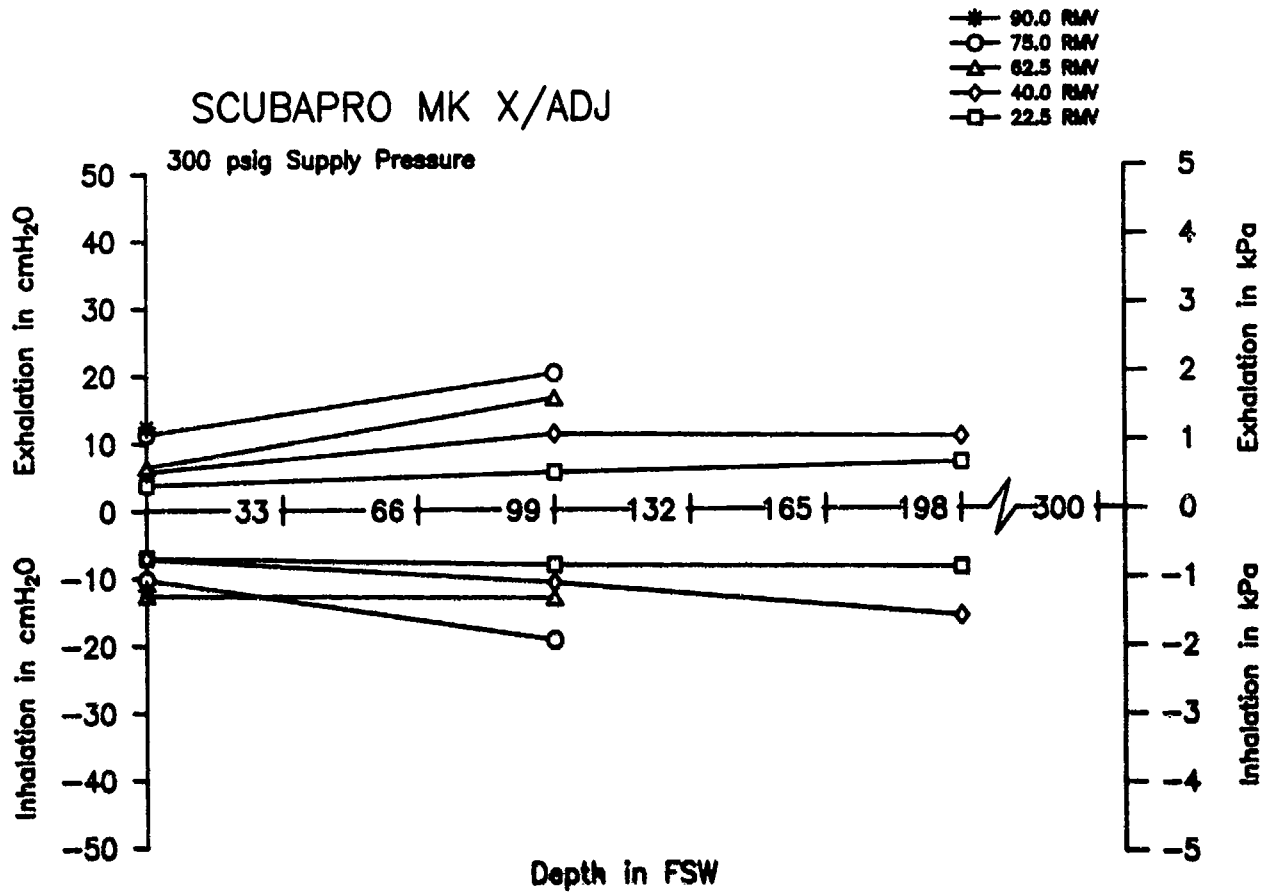 90.0 RMV
75.0 RMV
62.5 RMV
40.0 RMV
22.5 RMV
SCUBAPRO MK X/ADJ
300 psig Supply Pressure
Exhalation in cmH₂O
Inhalation in cmH₂O
50
40
30
20
10
0
-10
-20
-30
-40
-50
33 66 99 132 165 198 300
5
4
3
2
1
0
-1
-2
-3
-4
-5
Exhalation in kPa
Inhalation in kPa
Depth in FSW